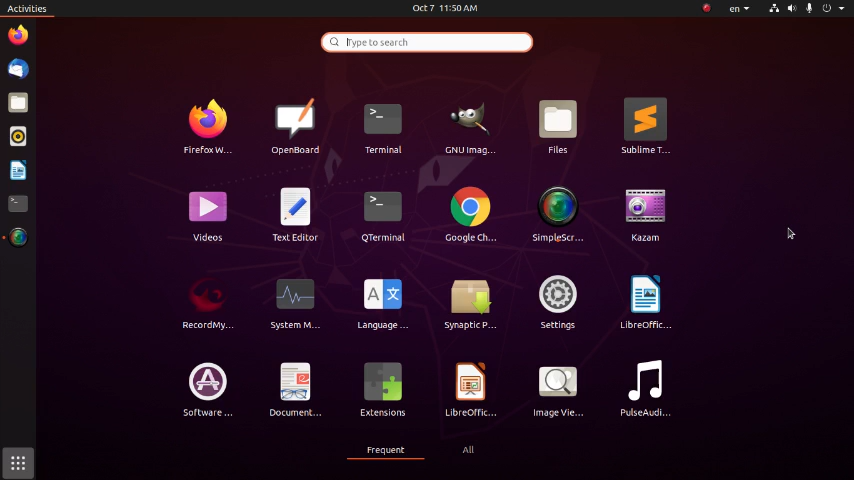 Activities
Oct 7 11:50 AM
en
Type to search
Firefox W...
OpenBoard
Terminal
GNU Imag...
Files
Sublime T...
Videos
Text Editor
QTerminal
Google Ch...
SimpleScr...
Kazam
RecordMy...
System M...
Language ...
Synaptic P...
Settings
LibreOffic...
Software ...
Document...
Extensions
LibreOffic...
Image Vie...
PulseAudi...
Frequent
All